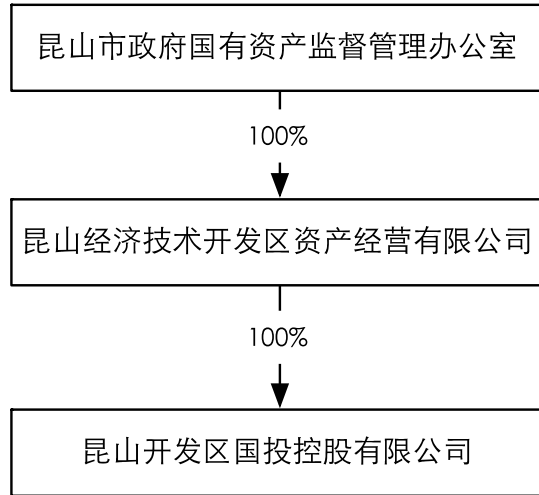 昆山市政府国有资产监督管理办公室
100%
昆山经济技术开发区资产经营有限公司
100%
昆山开发区国投控股有限公司